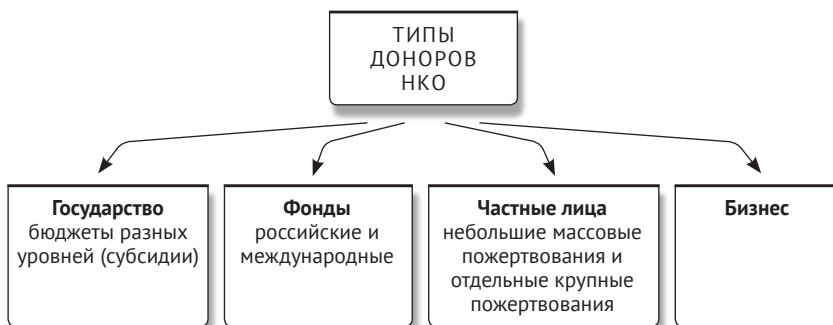 ТИПЫ
ДОНОРОВ
НКО
Государство
бюджеты разных
уровней (субсидии)
Фонды
российские и
международные
Частные лица
небольшие массовые
пожертвования и
отдельные крупные
пожертвования
Бизнес